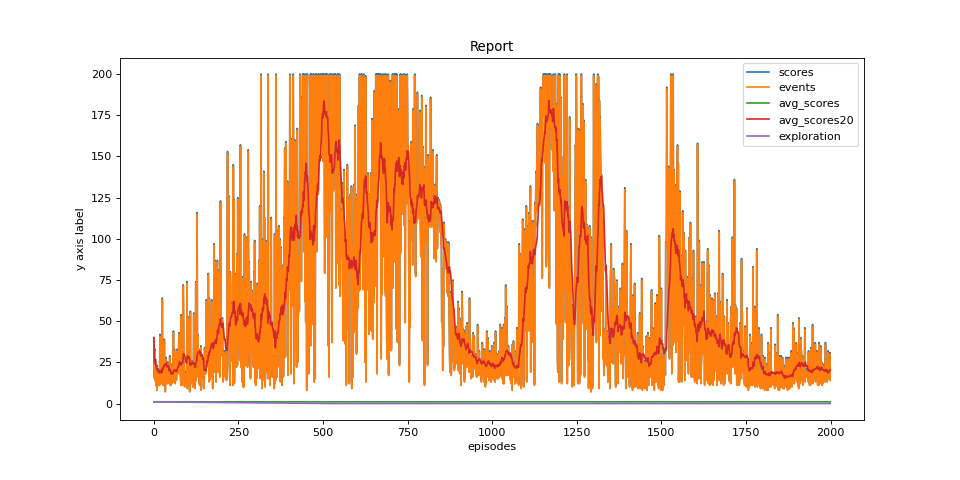 Report
scores
events
avg_scores
avg_scores20
exploration
y axis label
200
175
150
125
100
75
50
25
0
0 250 500 750 1000 1250 1500 1750 2000
episodes